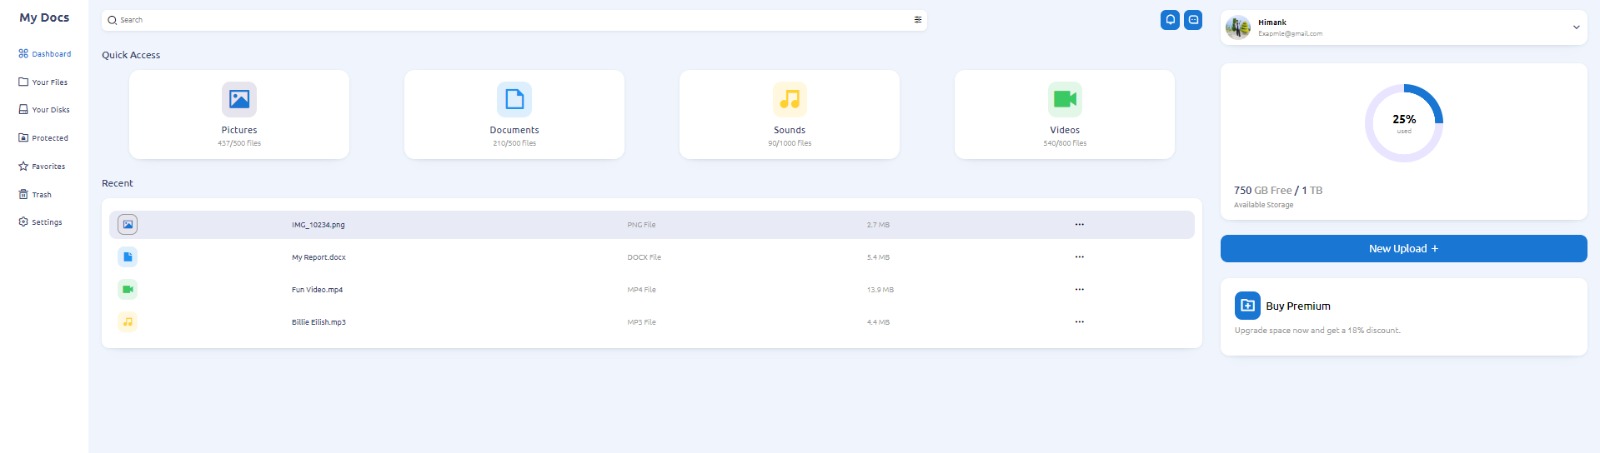 My Docs
Dashboard
Your Files
Your Disks
Protected
Favorites
Trash
Settings
Search
Quick Access
Pictures
437/500 files
Documents
210/500 files
Sounds
90/1000 files
Videos
540/800 files
Recent
IMG_10234.png PNG File 2.7 MB
My Report.docx DOCX File 5.4 MB
Fun Video.mp4 MP4 File 13.9 MB
Billie Eilish.mp3 MP3 File 4.4 MB
Himank
Exapmle@gmail.com
25%
used
750 GB Free / 1 TB
Available Storage
New Upload +
Buy Premium
Upgrade space now and get a 18% discount.